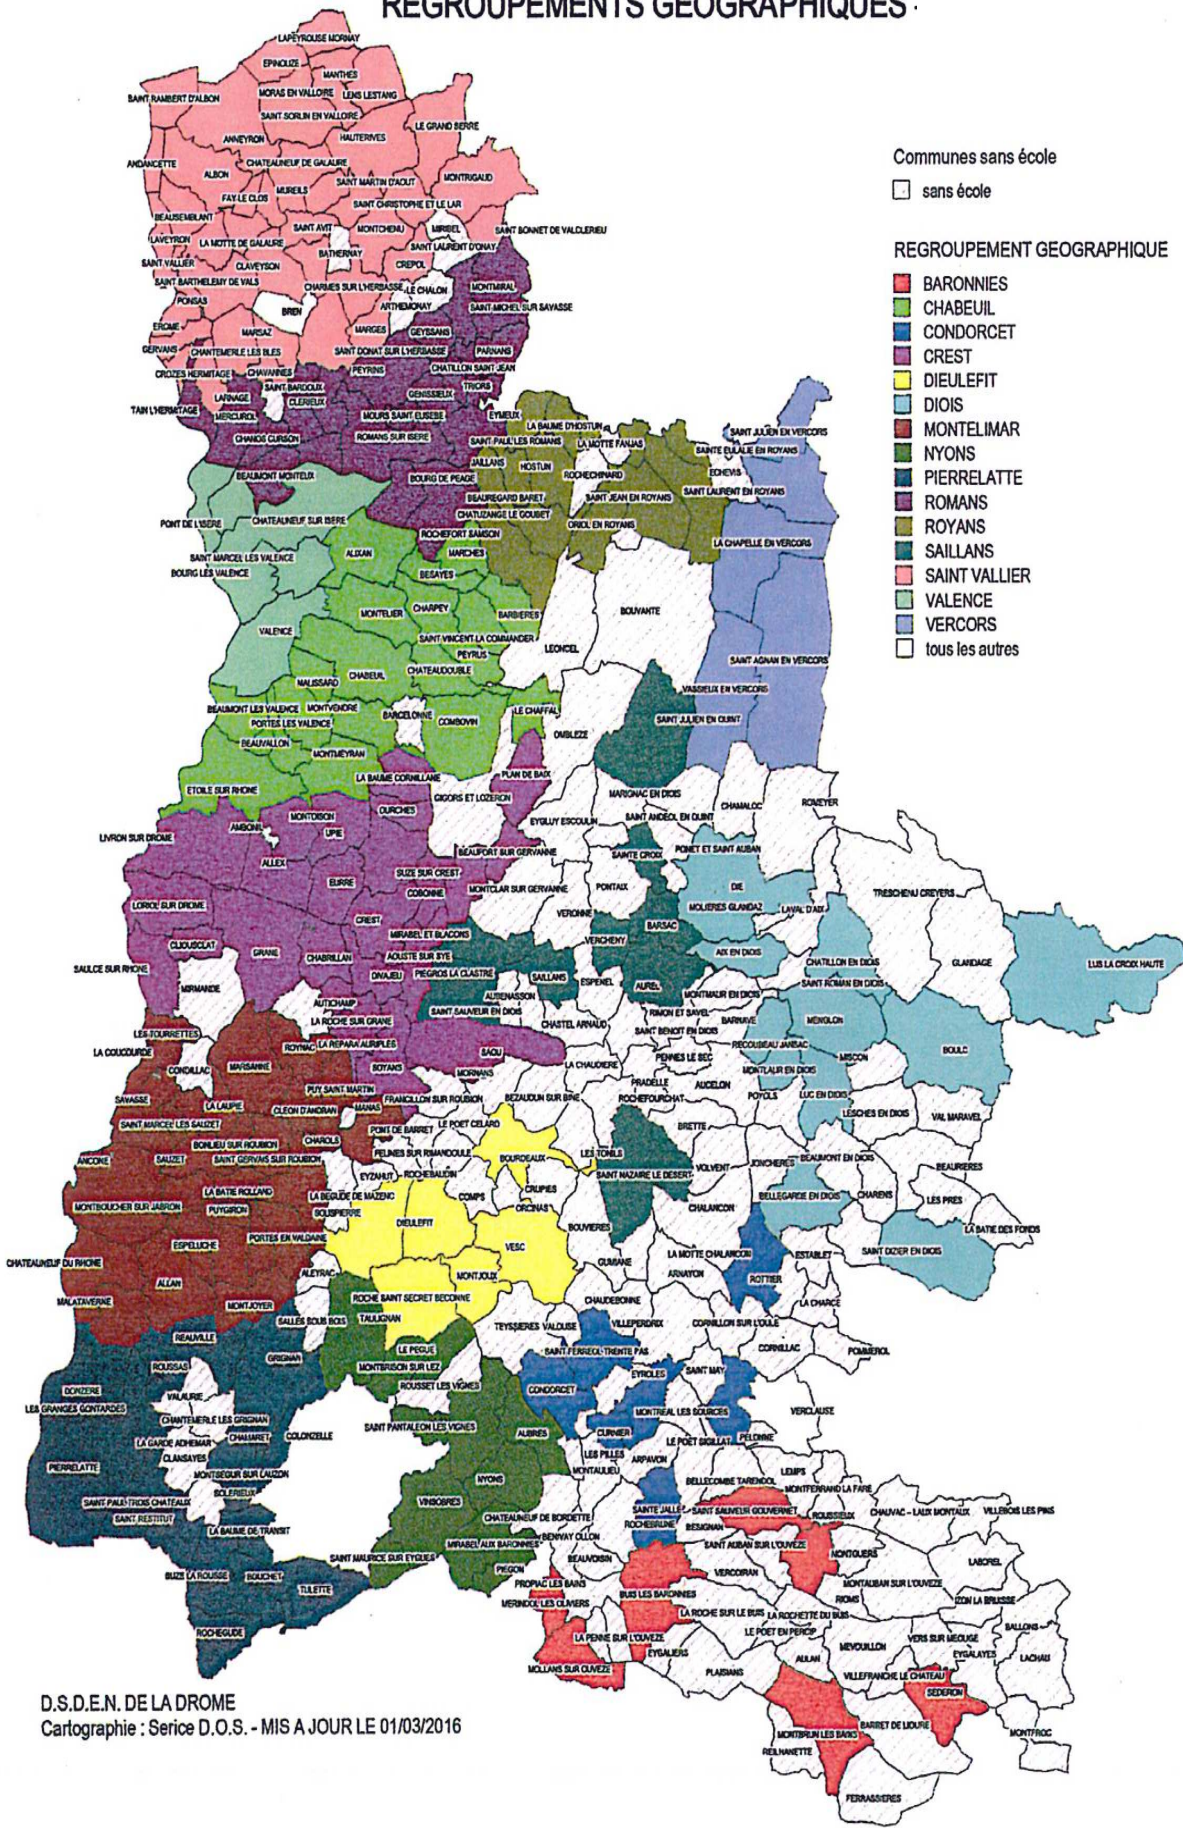 REGROUPEMENTS GEOGRAPHIQUES
LAPEYROUSE MORNAY
EPINOUZE
MANTHES
SAINT RAMBERT D'ALBON
MORAS EN VALLOIRE
LENS LESTANG
SAINT SORLIN EN VALLOIRE
LE GRAND SERRE
ANNEYRON
HAUTERIVES
ANDANCETTE
CHATEAUNEUF DE GALAURE
ALBON
SAINT MARTIN D'AOUT
MONTRIGAUD
MUREILS
FAY-LE CLOS
SAINT CHRISTOPHE ET LE LAR
BEAUSEMBLANT
SAINT AVIT
MONTCHENU
MIRIBEL
SAINT BONNET DE VALCLERIEU
LAVEYRON
LA MOTTE DE GALAURE
SAINT LAURENT D'ONAY
BATHERNAY
SAINT VALLIER
CLAVEYSON
CREPOL
SAINT BARTHELEMY DE VALS
CHARMES SUR L'HERBASSE
LE CHALON
MONTMIRAL
PONSAS
ARTHEMONAY
SAINT MICHEL SUR SAVASSE
BREN
EROME
MARSAZ
MARGES
GEYSSANS
GERVANS
CHANTEMERLE LES BLES
SAINT DONAT SUR L'HERBASSE
PARNANS
CROZES HERMITAGE
CHAVANNES
PEYRINS
CHATILLON SAINT JEAN
SAINT BARDOUX
TRIORS
LARNAGE
CLERIEUX
GENISSIEUX
TAIN L'HERMITAGE
MERCUROL
MOURS SAINT EUSEBE
EYMEUX
LA BAUME D'HOSTUN
CHANOS CURSON
ROMANS SUR ISERE
SAINT PAUL LES ROMANS
LA MOTTE FANJAS
SAINT JULIEN EN VERCORS
SAINTE EULALIE EN ROYANS
JAILLANS
HOSTUN
ROCHECHINARD
ECHEVIS
BEAUMONT MONTEUX
BOURG DE PEAGE
BEAUREGARD BARET
SAINT JEAN EN ROYANS
SAINT LAURENT EN ROYANS
PONT DE L'ISERE
CHATEAUNEUF SUR ISERE
CHATUZANGE LE GOUBET
ORIOL EN ROYANS
ROCHEFORT SAMSON
LA CHAPELLE EN VERCORS
SAINT MARCEL LES VALENCE
ALIXAN
MARCHES
BOURG LES VALENCE
BESAYES
MONTELIER
CHARPEY
BARBIERES
BOUVANTE
VALENCE
SAINT VINCENT LA COMMANDER
LEONCEL
PEYRUS
SAINT AGNAN EN VERCORS
MALISSARD
CHABEUIL
CHATEAUDOUBLE
VASSIEUX EN VERCORS
BEAUMONT LES VALENCE
MONTVENDRE
BARCELONNE
COMBOVIN
LE CHAFFAL
SAINT JULIEN EN QUINT
PORTES LES VALENCE
OMBLEZE
BEAUVALLON
MONTMEYRAN
LA BAUME CORNILLANE
PLAN DE BAIX
ETOILE SUR RHONE
GIGORS ET LOZERON
MARIGNAC EN DIOIS
CHAMALOC
ROMEYER
OURCHES
MONTOISON
EYGLUY ESCOULIN
SAINT ANDEOL EN QUINT
AMBONIL
UPIE
LIVRON SUR DROME
BEAUFORT SUR GERVANNE
SAINTE CROIX
PONET ET SAINT AUBAN
ALLEX
SUZE SUR CREST
EURRE
COBONNE
MONTCLAR SUR GERVANNE
PONTAIX
DIE
TRESCHENU CREYERS
LORIOL SUR DROME
VERONNE
MOLIERES GLANDAZ
LAVAL D'AIX
CREST
MIRABEL ET BLACONS
BARSAC
CLIOUSCLAT
VERCHENY
GRANE
CHABRILLAN
AOUSTE SUR SYE
AIX EN DIOIS
CHATILLON EN DIOIS
GLANDAGE
LUS LA CROIX HAUTE
SAULCE SUR RHONE
DIVAJEU
PIEGROS LA CLASTRE
SAILLANS
ESPENEL
AUREL
SAINT ROMAN EN DIOIS
MIRMANDE
AUTICHAMP
AUBENASSON
MONTMAUR EN DIOIS
SAINT SAUVEUR EN DIOIS
RIMON ET SAVEL
LA ROCHE SUR GRANE
CHASTEL ARNAUD
BARNAVE
MENGLON
LES TOURRETTES
SAINT BENOIT EN DIOIS
ROYNAC
LA REPARA AURIPLES
RECOUBEAU JANSAC
BOULC
LA COUCOURDE
SAOU
LA CHAUDIERE
PENNES LE SEC
MISCON
CONDILLAC
MARSANNE
SOYANS
MORNANS
MONTLAUR EN DIOIS
PUY SAINT MARTIN
PRADELLE
AUCELON
POYOLS
LUC EN DIOIS
SAVASSE
FRANCILLON SUR ROUBION
BEZAUDUN SUR BINE
ROCHEFOURCHAT
LA LAUPIE
CLEON D'ANDRAN
MANAS
LESCHES EN DIOIS
VAL MARAVEL
SAINT MARCEL LES SAUZET
LE POET CELARD
BRETTE
PONT DE BARRET
BONLIEU SUR ROUBION
CHAROLS
FELINES SUR RIMANDOULE
LES TONILS
ANCONE
SAUZET
SAINT GERVAIS SUR ROUBION
BOURDEAUX
VOLVENT
JONCHERES
BEAUMONT EN DIOIS
BEAURIERES
EYZAHUT
ROCHEBAUDIN
SAINT NAZAIRE LE DESERT
LA BATIE ROLLAND
LA BEGUDE DE MAZENC
COMPS
CRUPIES
BELLEGARDE EN DIOIS
CHARENS
LES PRES
MONTBOUCHER SUR JABRON
PUYGIRON
SOUSPIERRE
ORCINAS
CHALANCON
DIEULEFIT
BOUVIERES
LA BATIE DES FONDS
ESPELUCHE
PORTES EN VALDAINE
VESC
LA MOTTE CHALANCON
ESTABLET
SAINT DIZIER EN DIOIS
CHATEAUNEUF DU RHONE
GUMIANE
ALEYRAC
MONTJOUX
ARNAYON
ROTTIER
ALLAN
MALATAVERNE
MONTJOYER
ROCHE SAINT SECRET BECONNE
CHAUDEBONNE
LA CHARCE
SALLES SOUS BOIS
TAULIGNAN
TEYSSIERES VALOUSE
VILLEPERDRIX
CORNILLON SUR L'OULE
REAUVILLE
LE PEGUE
SAINT FERREOL TRENTE PAS
CORNILLAC
POMMEROL
ROUSSAS
GRIGNAN
MONTBRISON SUR LEZ
EYROLES
SAINT MAY
DONZERE
VALAURIE
ROUSSET LES VIGNES
CONDORCET
LES GRANGES GONTARDES
CHANTEMERLE LES GRIGNAN
SAINT PANTALEON LES VIGNES
MONTREAL LES SOURCES
VERCLAUSE
LA GARDE ADHEMAR
CHAMARET
COLONZELLE
AUBRES
CURNIER
LE POET SIGILLAT
PELONNE
CLANSAYES
LES PILLES
ARPAVON
PIERRELATTE
MONTSEGUR SUR LAUZON
NYONS
MONTAULIEU
LEMPS
BELLECOMBE TARENDOL
SOLERIEUX
MONTFERRAND LA FARE
SAINT PAUL TROIS CHATEAUX
VINSOBRES
SAINTE JALLE
SAINT SAUVEUR GOUVERNET
ROUSSIEUX
CHAUVAC - LAUX MONTAUX
VILLEBOIS LES PINS
SAINT RESTITUT
CHATEAUNEUF DE BORDETTE
ROCHEBRUNE
BESIGNAN
LA BAUME DE TRANSIT
MIRABEL AUX BARONNIES
BENIVAY OLLON
SAINT AUBAN SUR L'OUVEZE
MONTGUERS
SAINT MAURICE SUR EYGUES
BEAUVOISIN
LABOREL
PIEGON
VERCOIRAN
SUZE LA ROUSSE
BOUCHET
TULETTE
PROPIAC LES BAINS
BUIS LES BARONNIES
MONTAUBAN SUR L'OUVEZE
MERINDOL LES OLIVIERS
RIOMS
IZON LA BRUISSE
LA ROCHE SUR LE BUIS
LA ROCHETTE DU BUIS
ROCHEGUDE
LE POET EN PERCIP
BALLONS
LA PENNE SUR L'OUVEZE
VERS SUR MEOUGE
EYGALIERS
MEVOUILLON
EYGALAYES
LACHAU
AULAN
MOLLANS SUR OUVEZE
PLAISIANS
VILLEFRANCHE LE CHATEAU
SEDERON
MONTBRUN LES BAINS
BARRET DE LIOURE
MONTFROC
REILHANETTE
FERRASSIERES
Communes sans école
sans école
REGROUPEMENT GEOGRAPHIQUE
BARONNIES
CHABEUIL
CONDORCET
CREST
DIEULEFIT
DIOIS
MONTELIMAR
NYONS
PIERRELATTE
ROMANS
ROYANS
SAILLANS
SAINT VALLIER
VALENCE
VERCORS
tous les autres
D.S.D.E.N. DE LA DROME
Cartographie : Serice D.O.S. - MIS A JOUR LE 01/03/2016